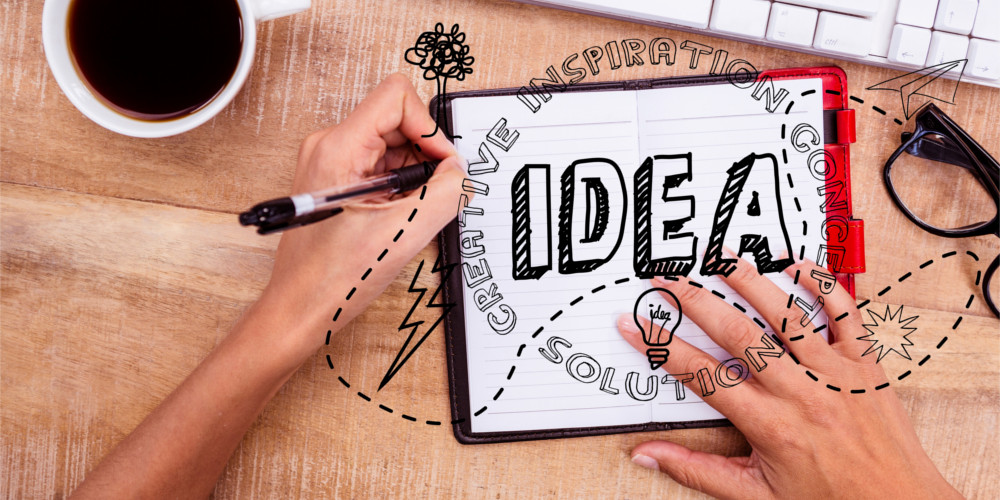 CREATIVE INSPIRATION CONCEPT
IDEA
idea
SOLUTION